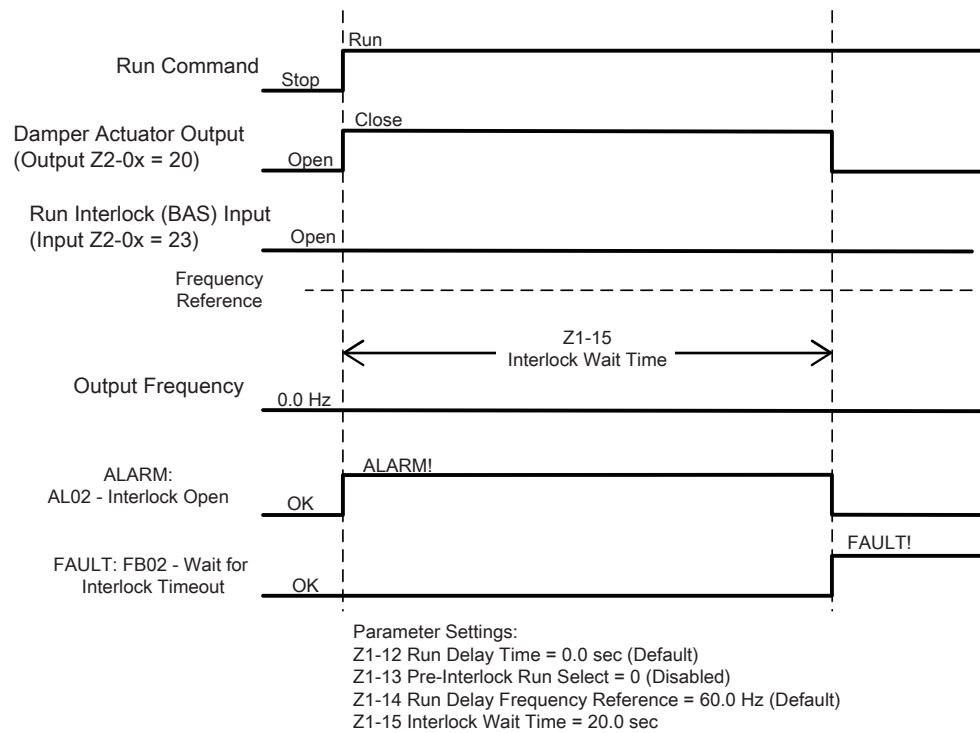 Run
Run Command
Stop
Close
Damper Actuator Output
(Output Z2-0x = 20)
Open
Run Interlock (BAS) Input
(Input Z2-0x = 23)
Open
Frequency
Reference
Z1-15
Interlock Wait Time
Output Frequency
0.0 Hz
ALARM!
ALARM:
AL02 - Interlock Open
OK
FAULT!
FAULT: FB02 - Wait for
Interlock Timeout
OK
Parameter Settings:
Z1-12 Run Delay Time = 0.0 sec (Default)
Z1-13 Pre-Interlock Run Select = 0 (Disabled)
Z1-14 Run Delay Frequency Reference = 60.0 Hz (Default)
Z1-15 Interlock Wait Time = 20.0 sec